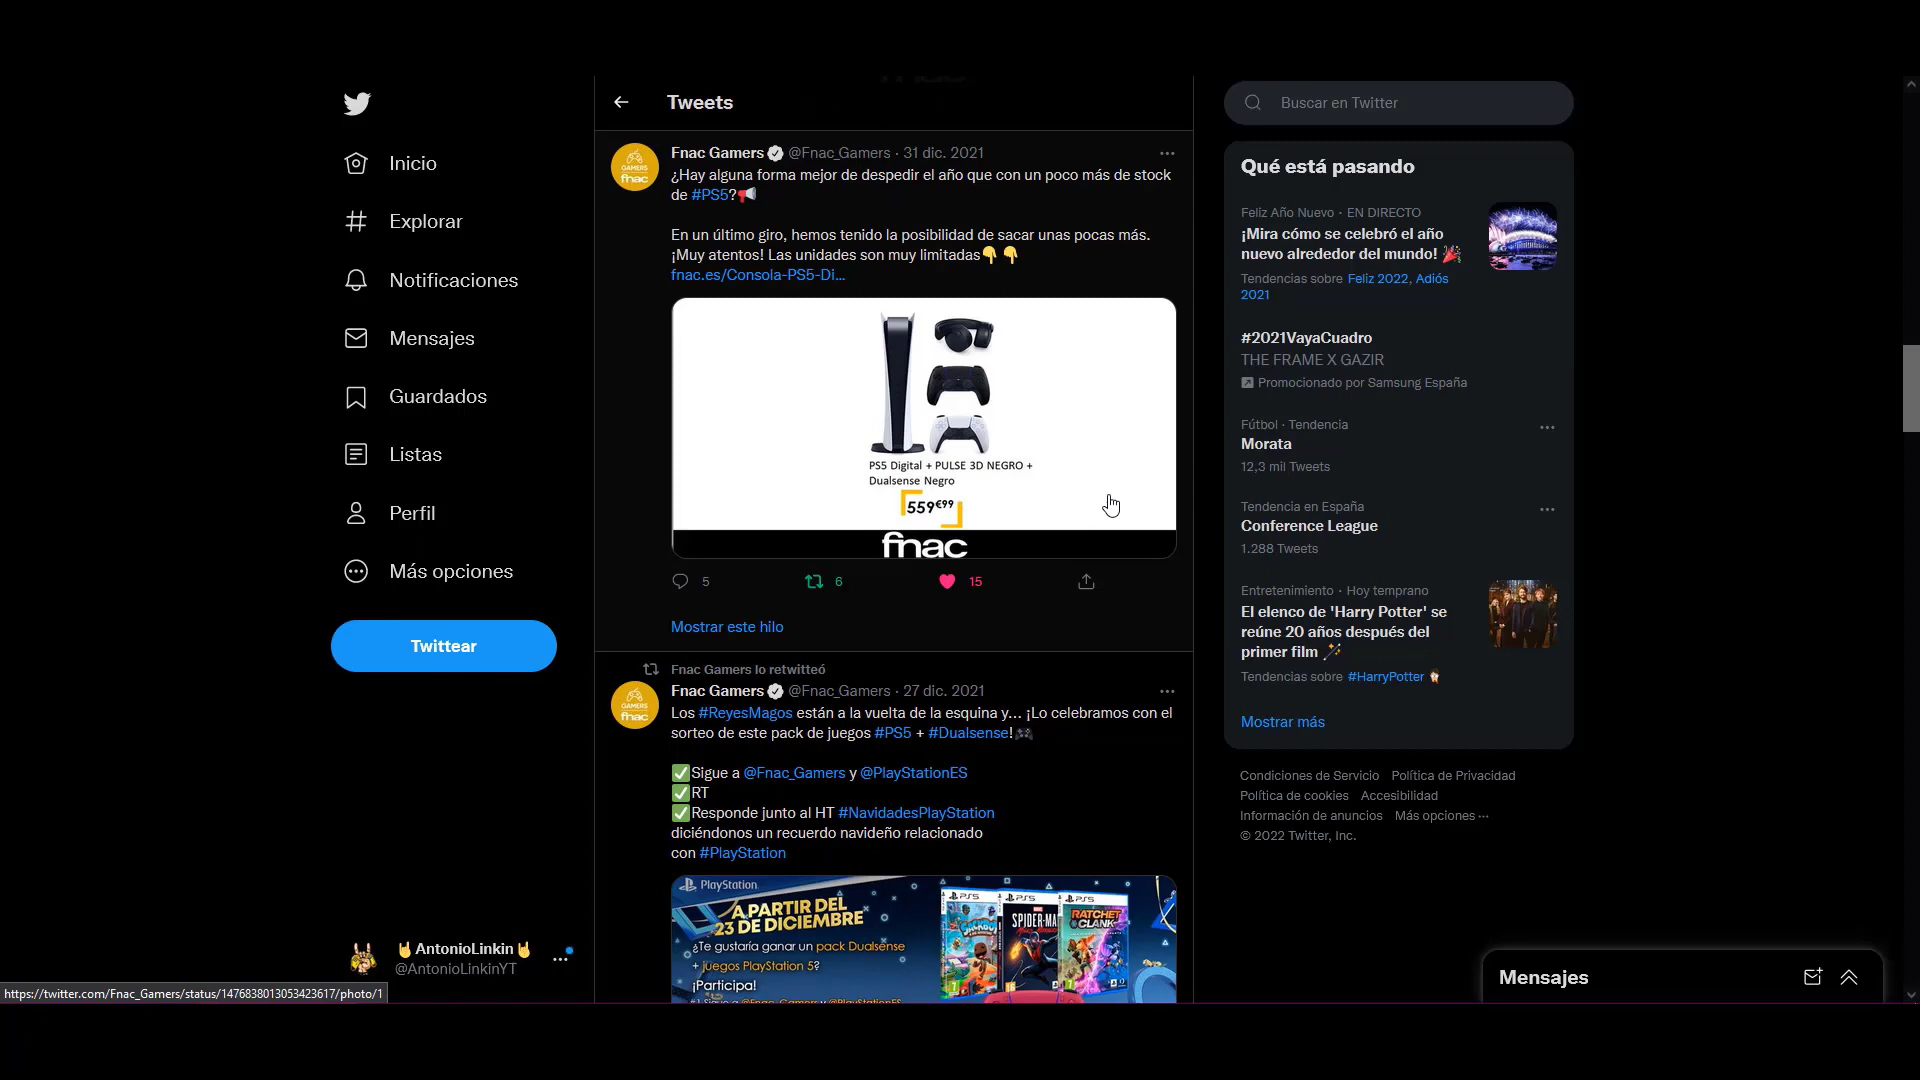 Inicio
Explorar
Notificaciones
Mensajes
Guardados
Listas
Perfil
Más opciones
Twittear
🤘AntonioLinkin🤘
@AntonioLinkinYT
https://twitter.com/Fnac_Gamers/status/1476838013053423617/photo/1
Tweets
GAMERS
fnac
Fnac Gamers @Fnac_Gamers · 31 dic. 2021
¿Hay alguna forma mejor de despedir el año que con un poco más de stock
de #PS5?📢
En un último giro, hemos tenido la posibilidad de sacar unas pocas más.
¡Muy atentos! Las unidades son muy limitadas👇👇
fnac.es/Consola-PS5-Di...
PS5 Digital + PULSE 3D NEGRO +
Dualsense Negro
559€99
fnac
5 6 15
Mostrar este hilo
Fnac Gamers lo retwitteó
GAMERS
fnac
Fnac Gamers @Fnac_Gamers · 27 dic. 2021
Los #ReyesMagos están a la vuelta de la esquina y… ¡Lo celebramos con el
sorteo de este pack de juegos #PS5 + #Dualsense!🎮
✅Sigue a @Fnac_Gamers y @PlayStationES
✅RT
✅Responde junto al HT #NavidadesPlayStation
diciéndonos un recuerdo navideño relacionado
con #PlayStation
PlayStation
A PARTIR DEL
23 DE DICIEMBRE
¿Te gustaría ganar un pack Dualsense
+ juegos PlayStation 5?
¡Participa!
PS5
PS5
PS5
SACKBOY
SPIDER-MA
RATCHET
CLANK
Buscar en Twitter
Qué está pasando
Feliz Año Nuevo · EN DIRECTO
¡Mira cómo se celebró el año
nuevo alrededor del mundo! 🎉
Tendencias sobre Feliz 2022, Adiós
2021
#2021VayaCuadro
THE FRAME X GAZIR
Promocionado por Samsung España
Fútbol · Tendencia
Morata
12,3 mil Tweets
Tendencia en España
Conference League
1.288 Tweets
Entretenimiento · Hoy temprano
El elenco de 'Harry Potter' se
reúne 20 años después del
primer film 🪄
Tendencias sobre #HarryPotter
Mostrar más
Condiciones de Servicio Política de Privacidad
Política de cookies Accesibilidad
Información de anuncios Más opciones ···
© 2022 Twitter, Inc.
Mensajes